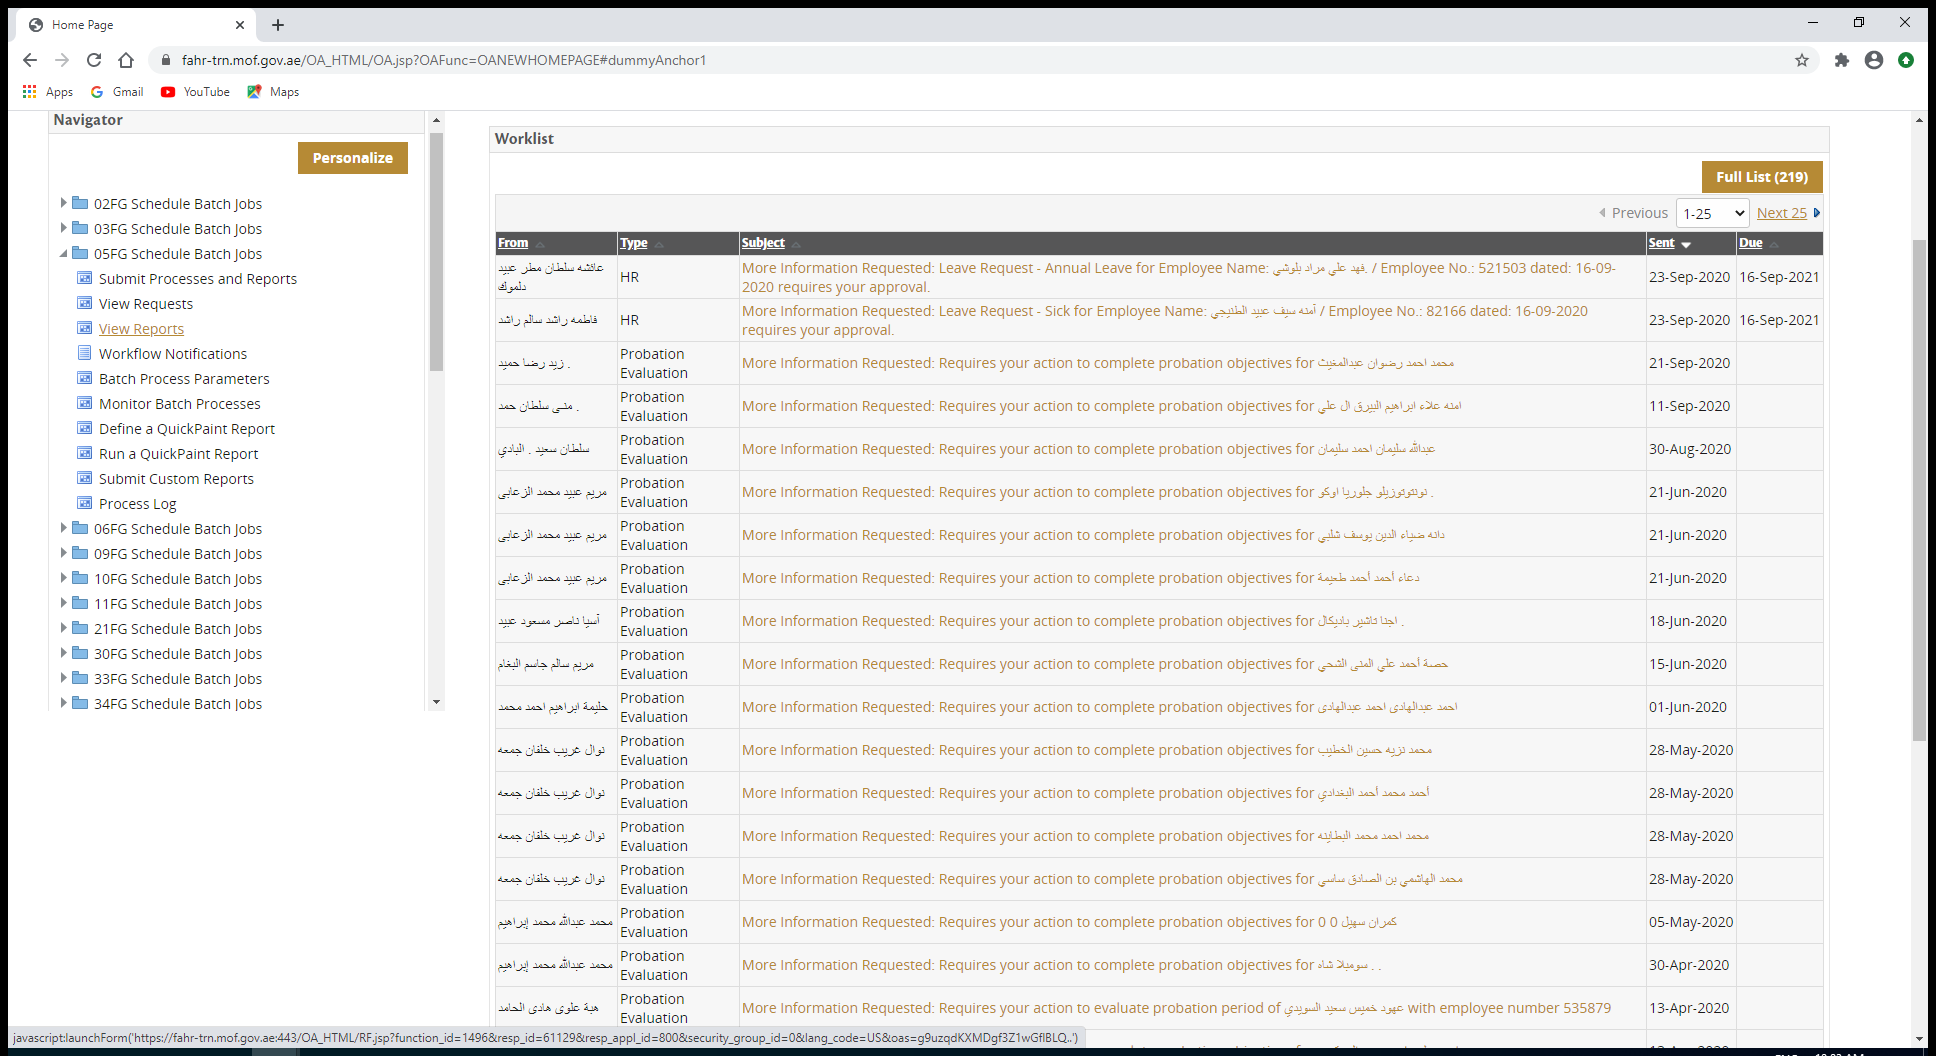 Home Page
fahr-trn.mof.gov.ae/OA_HTML/OA.jsp?OAFunc=OANEWHOMEPAGE#dummyAnchor1
Apps Gmail YouTube Maps
Navigator
Personalize
02FG Schedule Batch Jobs
03FG Schedule Batch Jobs
05FG Schedule Batch Jobs
Submit Processes and Reports
View Requests
View Reports
Workflow Notifications
Batch Process Parameters
Monitor Batch Processes
Define a QuickPaint Report
Run a QuickPaint Report
Submit Custom Reports
Process Log
06FG Schedule Batch Jobs
09FG Schedule Batch Jobs
10FG Schedule Batch Jobs
11FG Schedule Batch Jobs
21FG Schedule Batch Jobs
30FG Schedule Batch Jobs
33FG Schedule Batch Jobs
34FG Schedule Batch Jobs
Worklist
Full List (219)
Previous 1-25 Next 25
From Type Subject Sent Due
عائشه سلطان مطر عبيد دلموك HR More Information Requested: Leave Request - Annual Leave for Employee Name: فهد علي مراد بلوشي. / Employee No.: 521503 dated: 16-09-
2020 requires your approval. 23-Sep-2020 16-Sep-2021
فاطمه راشد سالم راشد HR More Information Requested: Leave Request - Sick for Employee Name: آمنه سيف عبيد الطنيجي / Employee No.: 82166 dated: 16-09-2020
requires your approval. 23-Sep-2020 16-Sep-2021
زيد رضا حميد . Probation Evaluation More Information Requested: Requires your action to complete probation objectives for محمد احمد رضوان عبدالمغيث 21-Sep-2020
منى سلطان حمد . Probation Evaluation More Information Requested: Requires your action to complete probation objectives for امنه علاء ابراهيم البيرق ال علي 11-Sep-2020
سلطان سعيد . البادي Probation Evaluation More Information Requested: Requires your action to complete probation objectives for عبدالله سليمان احمد سليمان 30-Aug-2020
مريم عبيد محمد الزعابى Probation Evaluation More Information Requested: Requires your action to complete probation objectives for جلوريا اوكو . 21-Jun-2020
مريم عبيد محمد الزعابى Probation Evaluation More Information Requested: Requires your action to complete probation objectives for دانه ضياء الدين يوسف شلبي 21-Jun-2020
مريم عبيد محمد الزعابى Probation Evaluation More Information Requested: Requires your action to complete probation objectives for دعاء أحمد أحمد طحيمة 21-Jun-2020
آسيا ناصر مسعود عبيد Probation Evaluation More Information Requested: Requires your action to complete probation objectives for اجنا تاشير باديكال . 18-Jun-2020
مريم سالم جاسم البغام Probation Evaluation More Information Requested: Requires your action to complete probation objectives for حصة أحمد علي المنى الشحي 15-Jun-2020
حليمة ابراهيم احمد محمد Probation Evaluation More Information Requested: Requires your action to complete probation objectives for احمد عبدالهادى احمد عبدالهادى 01-Jun-2020
نوال غريب خلفان جمعه Probation Evaluation More Information Requested: Requires your action to complete probation objectives for محمد نزيه حسين الخطيب 28-May-2020
نوال غريب خلفان جمعه Probation Evaluation More Information Requested: Requires your action to complete probation objectives for أحمد محمد أحمد البغدادي 28-May-2020
نوال غريب خلفان جمعه Probation Evaluation More Information Requested: Requires your action to complete probation objectives for محمد احمد محمد البطاينه 28-May-2020
نوال غريب خلفان جمعه Probation Evaluation More Information Requested: Requires your action to complete probation objectives for محمد الهاشمي بن الصادق ساسي 28-May-2020
محمد عبدالله محمد إبراهيم Probation Evaluation More Information Requested: Requires your action to complete probation objectives for كمران سهيل 0 0 05-May-2020
محمد عبدالله محمد إبراهيم Probation Evaluation More Information Requested: Requires your action to complete probation objectives for سومبلا شاه . . 30-Apr-2020
هبة علوى هادى الحامد Probation Evaluation More Information Requested: Requires your action to evaluate probation period of عهود خميس سعيد السويدي with employee number 535879 13-Apr-2020
javascript:launchForm('https://fahr-trn.mof.gov.ae:443/OA_HTML/RF.jsp?function_id=1496&resp_id=61129&resp_appl_id=800&security_group_id=0&lang_code=US&oas=g9uzqdKXMDgf3Z1wGflBLQ..')